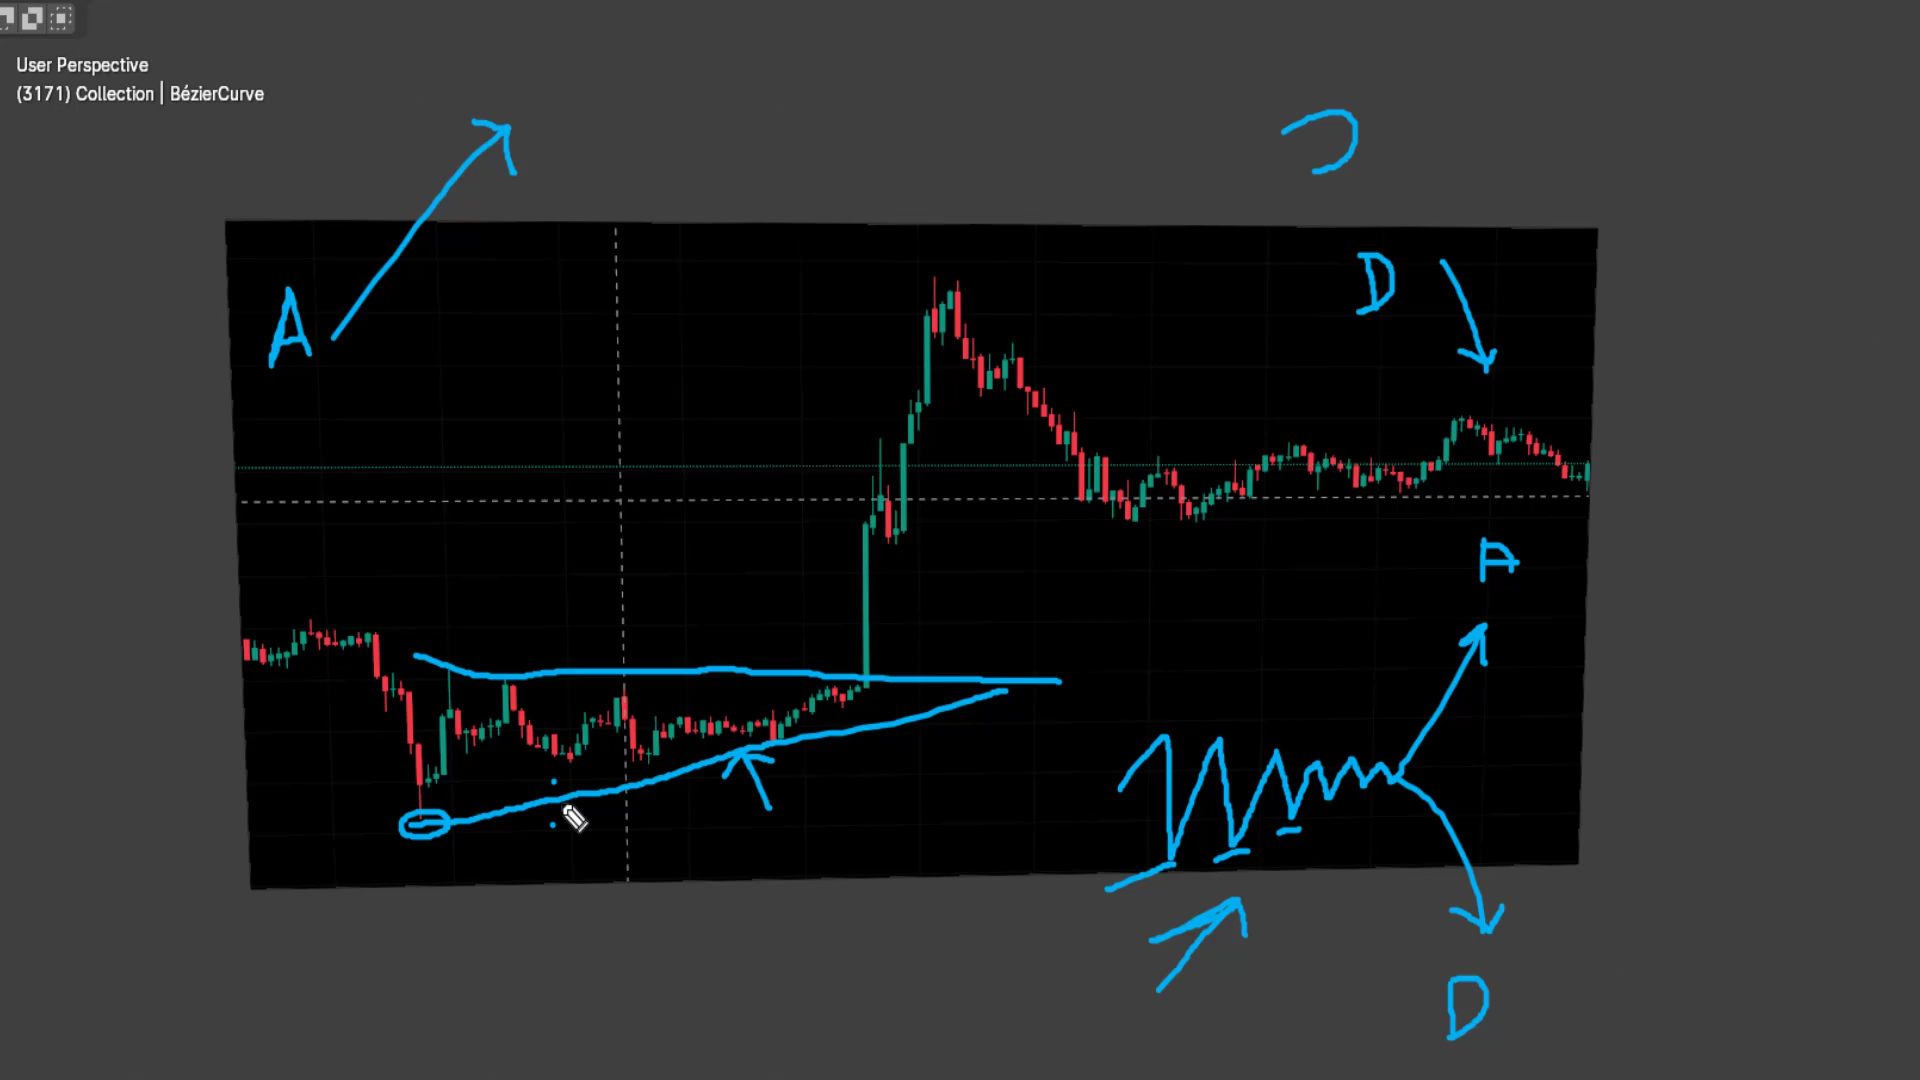 User Perspective
(3171) Collection | BézierCurve
A
D
A
D